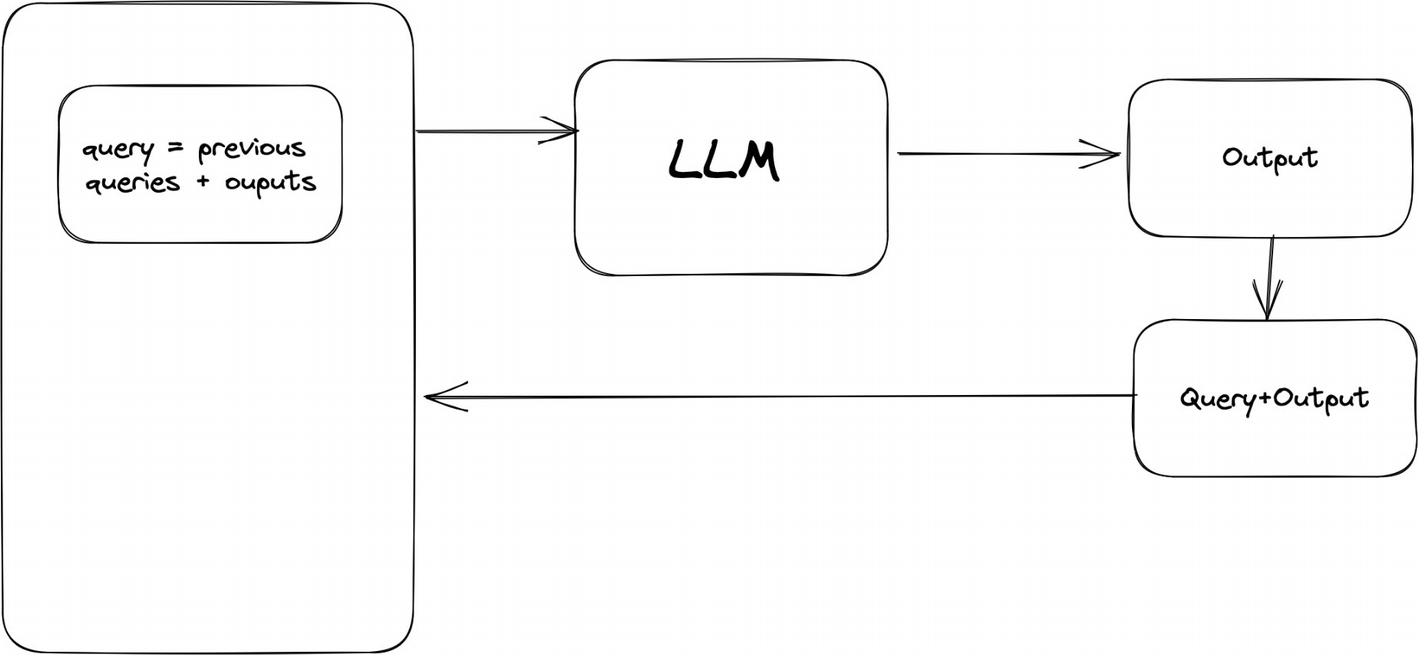 query = previous
queries + ouputs
LLM
Output
Query+Output